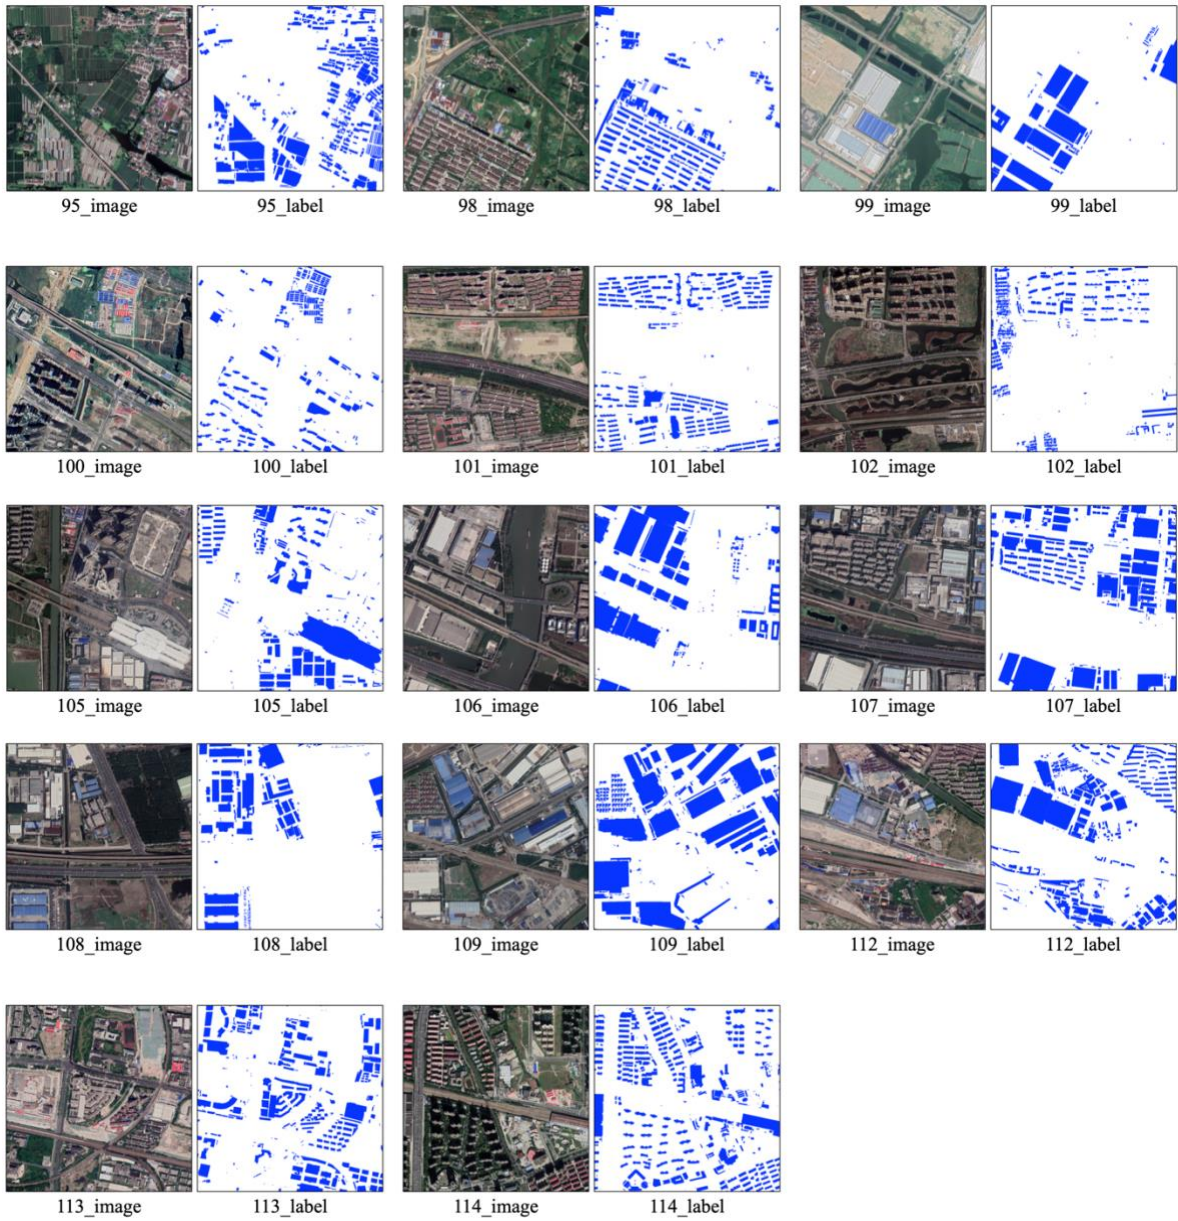 95_image 95_label 98_image 98_label 99_image 99_label
100_image 100_label 101_image 101_label 102_image 102_label
105_image 105_label 106_image 106_label 107_image 107_label
108_image 108_label 109_image 109_label 112_image 112_label
113_image 113_label 114_image 114_label